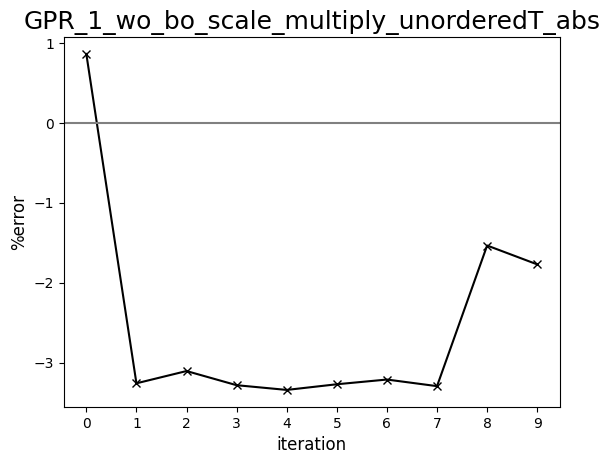 GPR_1_wo_bo_scale_multiply_unorderedT_abs
1
0
−1
−2
−3
%error
0 1 2 3 4 5 6 7 8 9
iteration